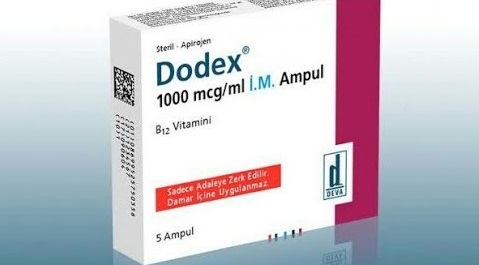 Steril - Apirojen
Dodex®
1000 mcg/ml İ.M. Ampul
B12 Vitamini
Sadece Adaleye Zerk Edilir.
Damar İçine Uygulanmaz.
5 Ampul
DEVA